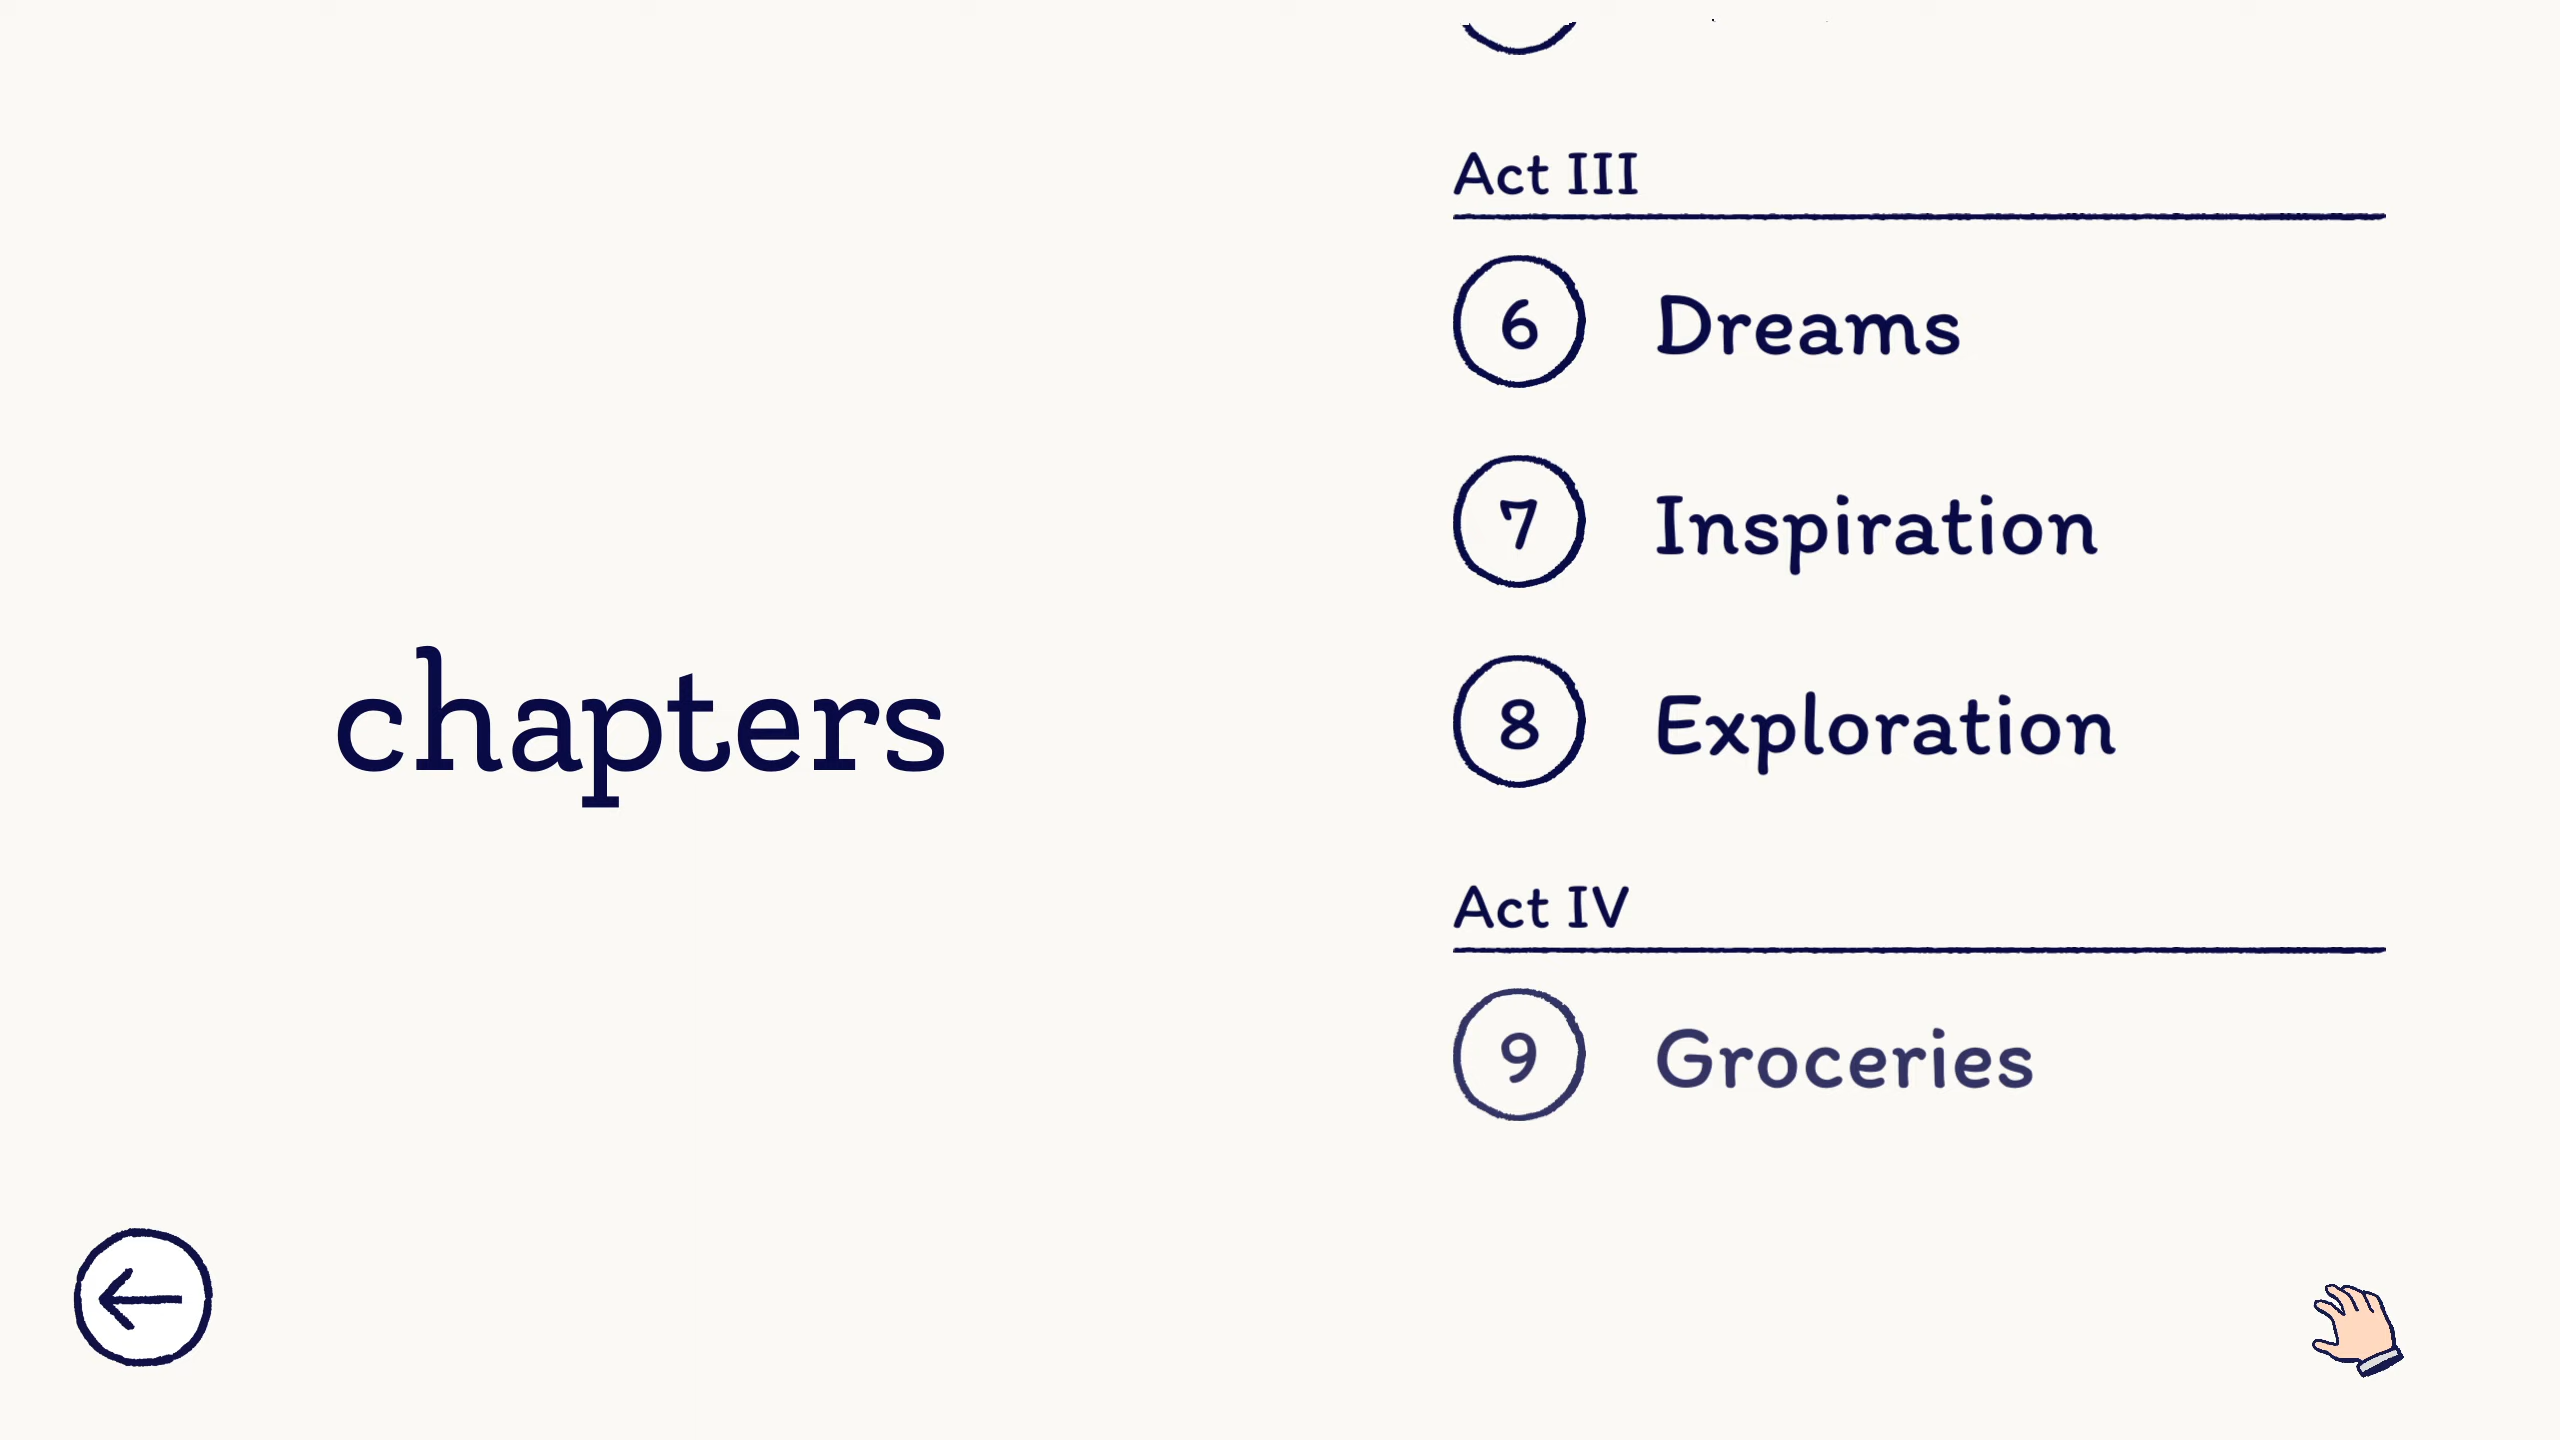 chapters
Act III
6 Dreams
7 Inspiration
8 Exploration
Act IV
9 Groceries